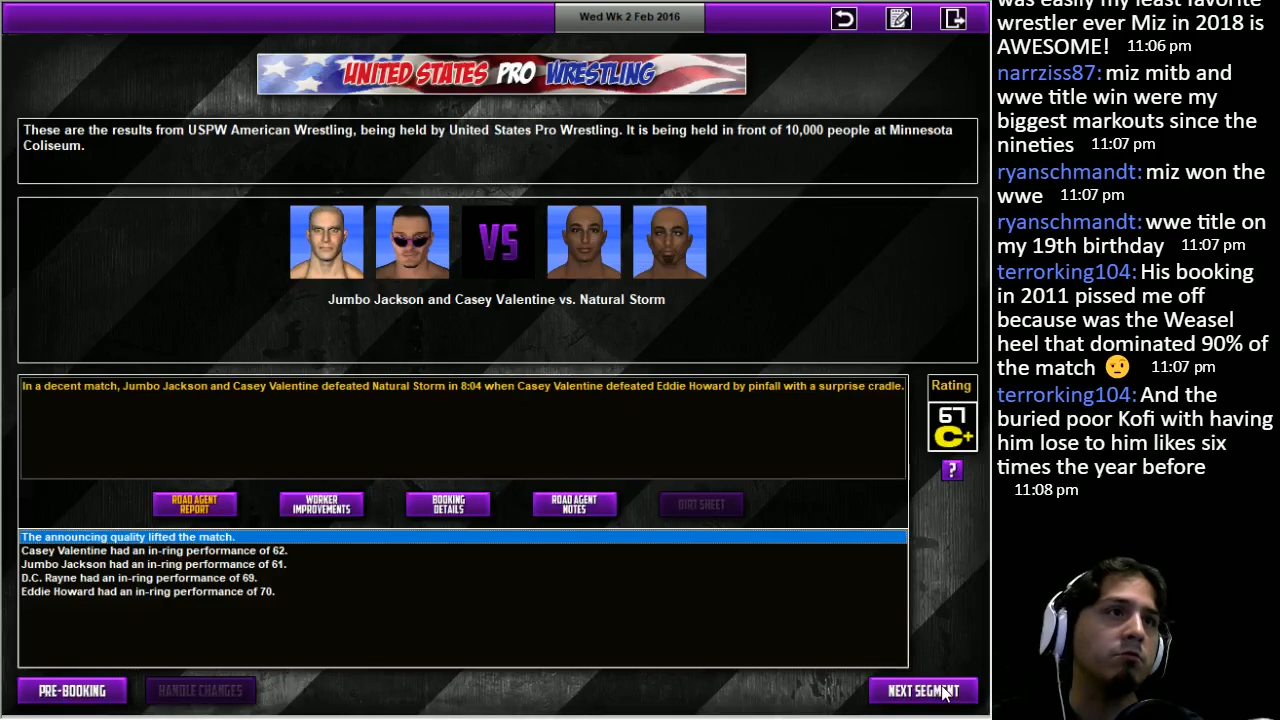 Wed Wk 2 Feb 2016
UNITED STATES PRO WRESTLING
These are the results from USPW American Wrestling, being held by United States Pro Wrestling. It is being held in front of 10,000 people at Minnesota
Coliseum.
VS
Jumbo Jackson and Casey Valentine vs. Natural Storm
In a decent match, Jumbo Jackson and Casey Valentine defeated Natural Storm in 8:04 when Casey Valentine defeated Eddie Howard by pinfall with a surprise cradle.
Rating
67
C+
?
ROAD AGENT
REPORT
WORKER
IMPROVEMENTS
BOOKING
DETAILS
ROAD AGENT
NOTES
DIRT SHEET
The announcing quality lifted the match.
Casey Valentine had an in-ring performance of 62.
Jumbo Jackson had an in-ring performance of 61.
D.C. Rayne had an in-ring performance of 69.
Eddie Howard had an in-ring performance of 70.
PRE-BOOKING
HANDLE CHANGES
NEXT SEGMENT
was easily my least favorite
wrestler ever Miz in 2018 is
AWESOME! 11:06 pm
narrziss87: miz mitb and
wwe title win were my
biggest markouts since the
nineties 11:07 pm
ryanschmandt: miz won the
wwe 11:07 pm
ryanschmandt: wwe title on
my 19th birthday 11:07 pm
terrorking104: His booking
in 2011 pissed me off
because was the Weasel
heel that dominated 90% of
the match 11:07 pm
terrorking104: And the
buried poor Kofi with having
him lose to him likes six
times the year before
11:08 pm